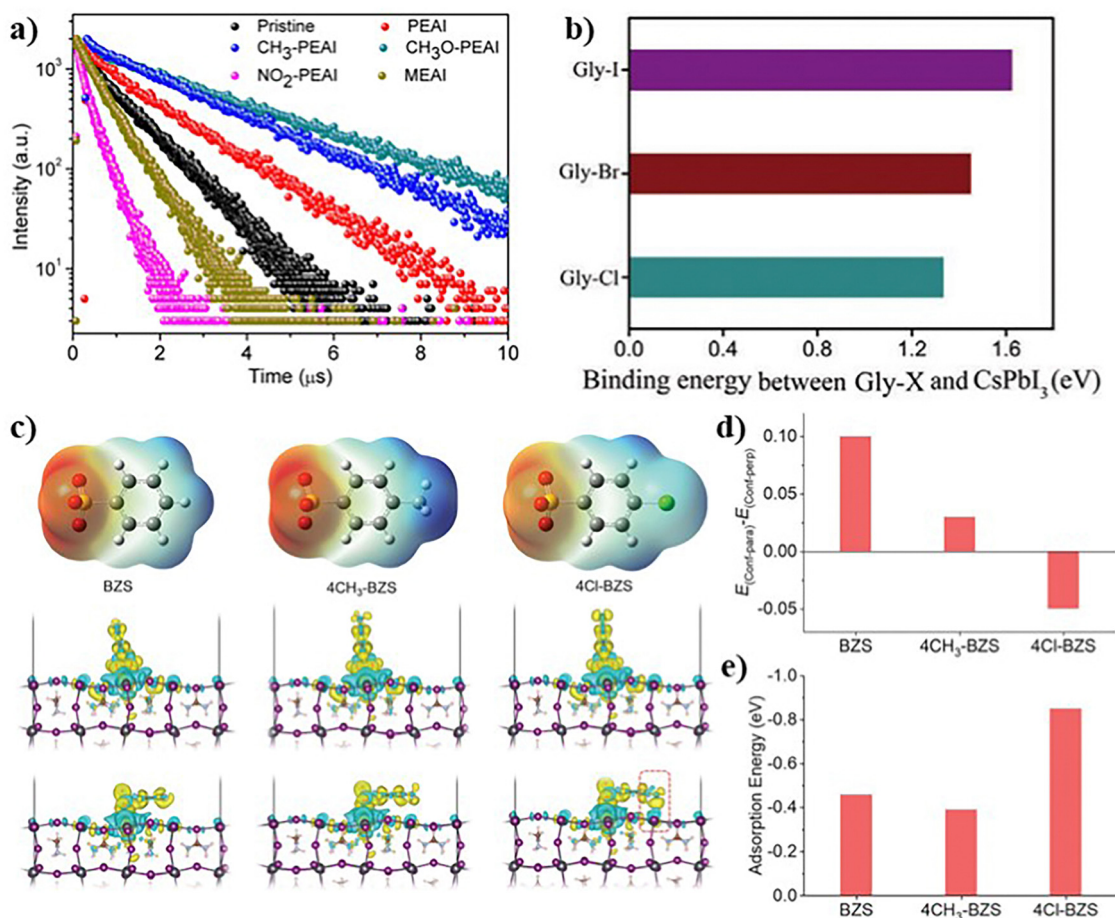 a)
Pristine PEAI
CH₃-PEAI CH₃O-PEAI
NO₂-PEAI MEAI
10³
10²
10¹
Intensity (a.u.)
0 2 4 6 8 10
Time (μs)
b)
Gly-I
Gly-Br
Gly-Cl
0.0 0.4 0.8 1.2 1.6
Binding energy between Gly-X and CsPbI₃(eV)
c)
BZS 4CH₃-BZS 4Cl-BZS
d)
0.10
0.05
0.00
-0.05
E(Conf-para)-E(Conf-perp)
BZS 4CH₃-BZS 4Cl-BZS
e)
-1.0
-0.8
-0.6
-0.4
-0.2
0.0
Adsorption Energy (eV)
BZS 4CH₃-BZS 4Cl-BZS